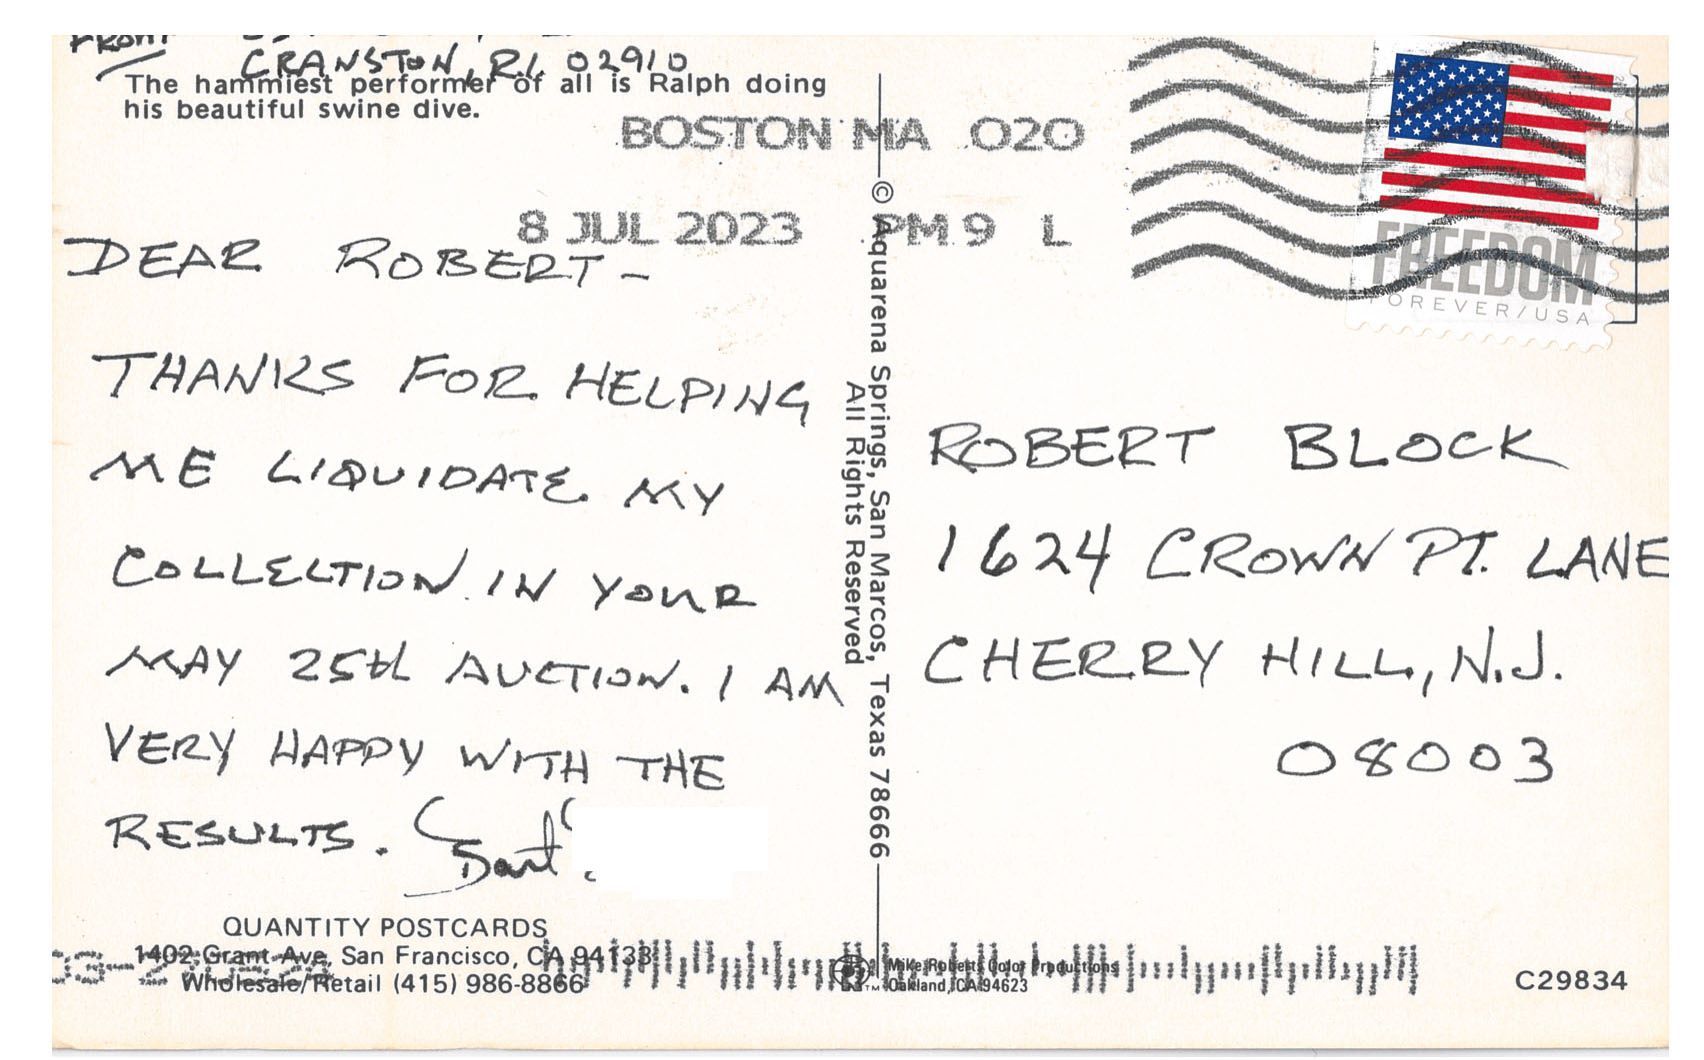 FROM
CRANSTON, RI 02910
The hammiest performer of all is Ralph doing
his beautiful swine dive.
BOSTON MA 020
8 JUL 2023 PM 9 L
FREEDOM
FOREVER/USA
DEAR ROBERT-
THANKS FOR HELPING
ME LIQUIDATE MY
COLLECTION IN YOUR
MAY 25th AUCTION. I AM
VERY HAPPY WITH THE
RESULTS.
© Aquarena Springs, San Marcos, Texas 78666
All Rights Reserved
ROBERT BLOCK
1624 CROWN PT. LANE
CHERRY HILL, N.J.
08003
QUANTITY POSTCARDS
1402 Grant Ave, San Francisco, CA 94133
Wholesale/Retail (415) 986-8866
Mike Roberts Color Productions
Oakland, CA 94623
C29834